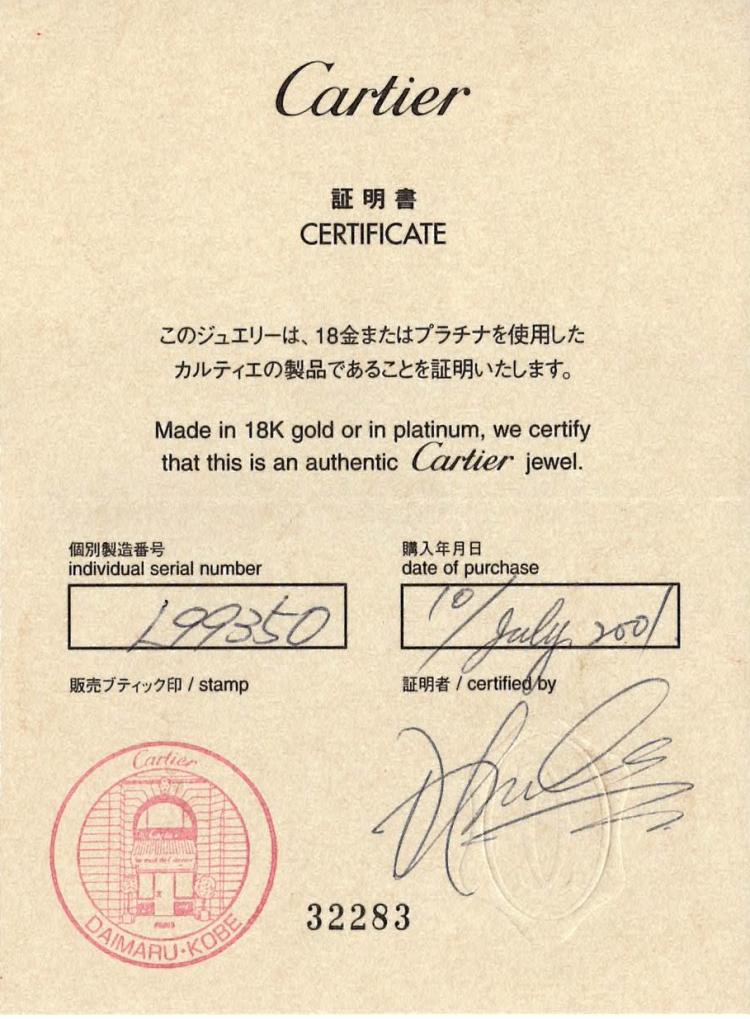 Cartier
証明書
CERTIFICATE
このジュエリーは、18金またはプラチナを使用した
カルティエの製品であることを証明いたします。
Made in 18K gold or in platinum, we certify
that this is an authentic Cartier jewel.
個別製造番号
individual serial number
L99350
購入年月日
date of purchase
10/July, 2001
販売ブティック印 / stamp
証明者 / certified by
Cartier
Cartier
PARIS
DAIMARU·KOBE
32283